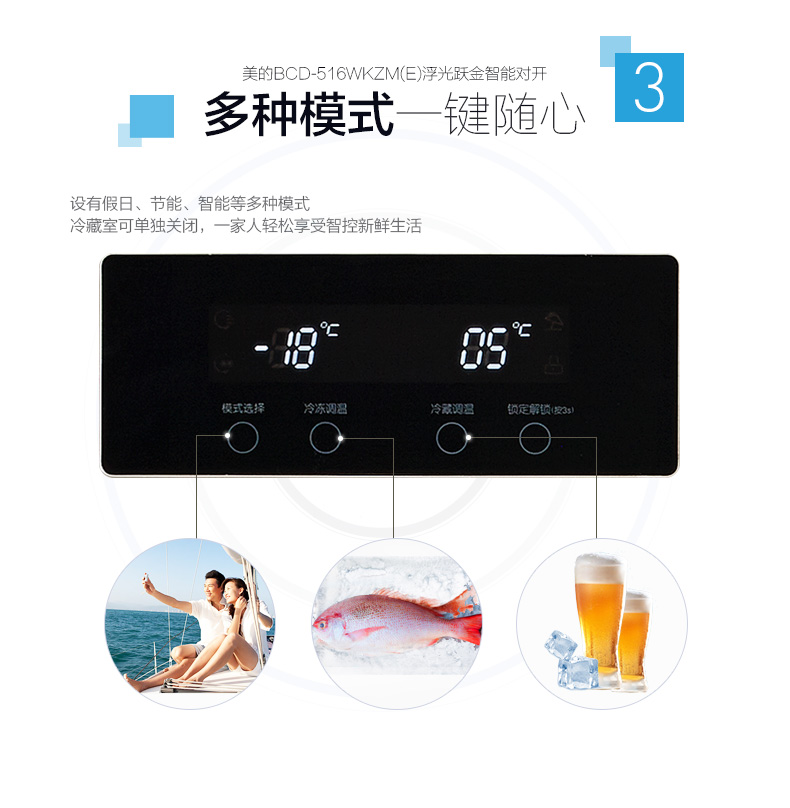 美的BCD-516WKZM(E)浮光跃金智能对开
多种模式一键随心
3
设有假日、节能、智能等多种模式
冷藏室可单独关闭，一家人轻松享受智控新鲜生活
-18℃ 05℃
模式选择 冷冻调温 冷藏调温 锁定解锁(按3s)